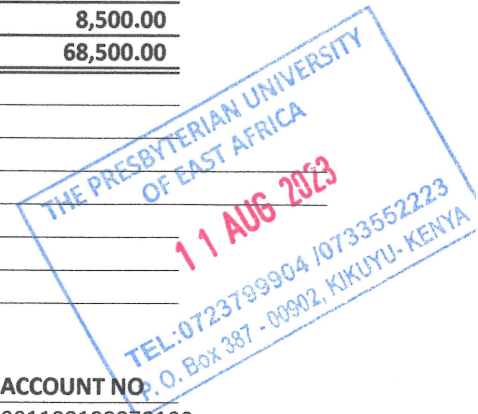 8,500.00
68,500.00
THE PRESBYTERIAN UNIVERSITY
OF EAST AFRICA
11 AUG 2023
TEL:0723799904 /0733552223
P.O. Box 387 - 00902, KIKUYU- KENYA
ACCOUNT NO